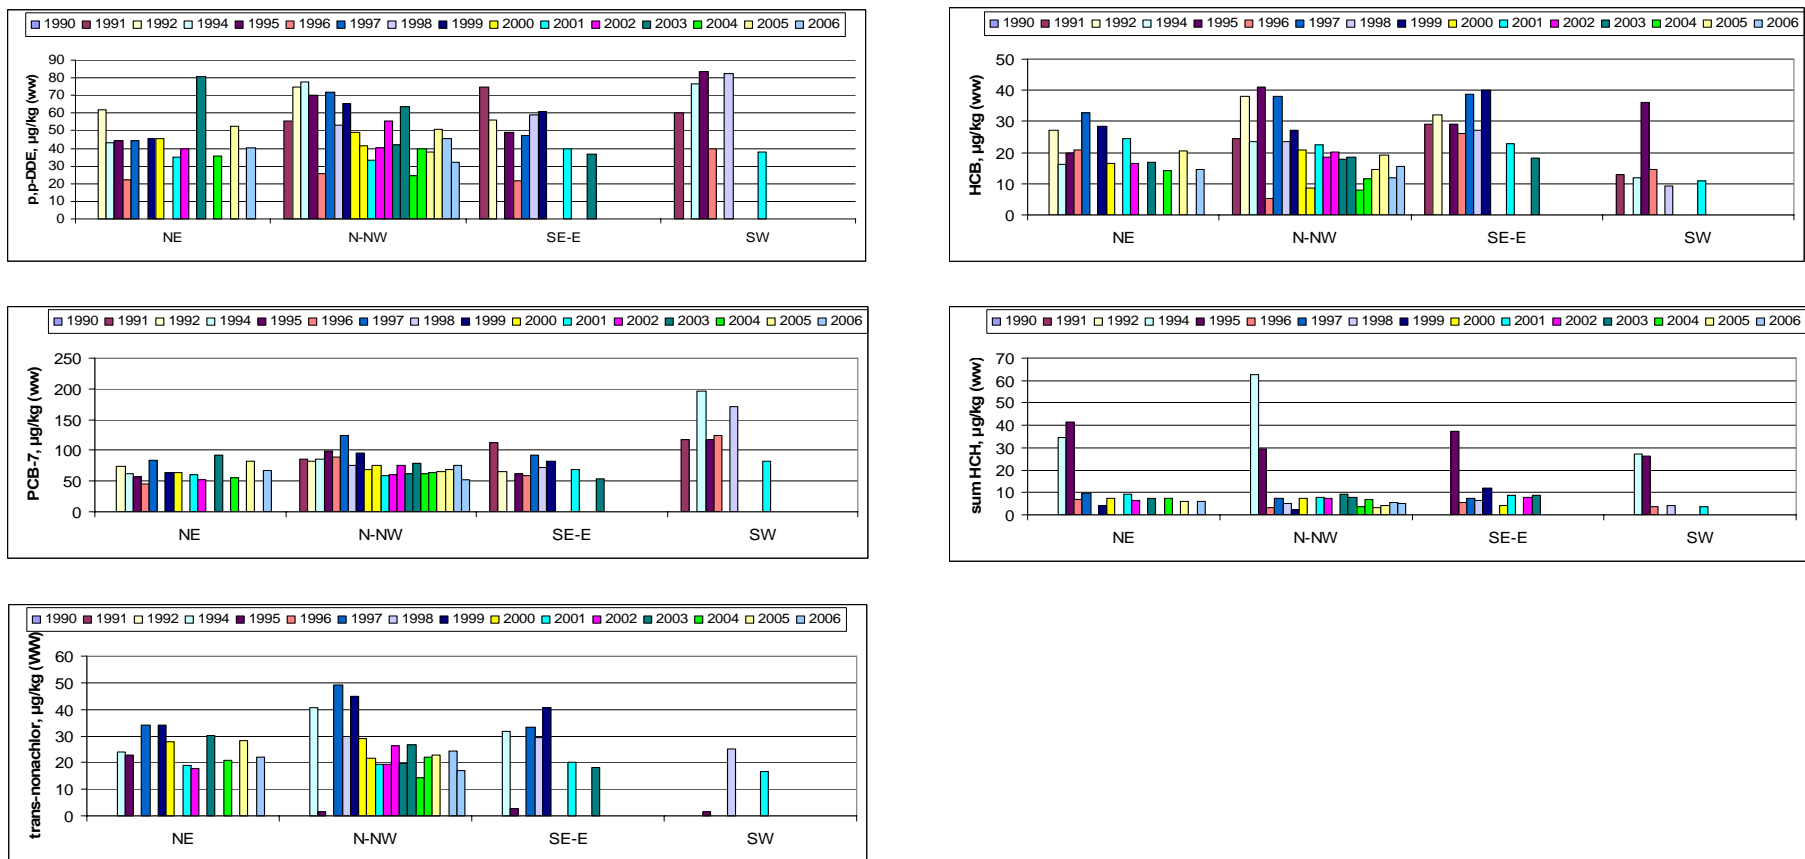 1990 1991 1992 1994 1995 1996 1997 1998 1999 2000 2001 2002 2003 2004 2005 2006
p,p-DDE, µg/kg (ww)
90
80
70
60
50
40
30
20
10
0
NE N-NW SE-E SW
1990 1991 1992 1994 1995 1996 1997 1998 1999 2000 2001 2002 2003 2004 2005 2006
HCB, µg/kg (ww)
50
40
30
20
10
0
NE N-NW SE-E SW
1990 1991 1992 1994 1995 1996 1997 1998 1999 2000 2001 2002 2003 2004 2005 2006
PCB-7, µg/kg (ww)
250
200
150
100
50
0
NE N-NW SE-E SW
1990 1991 1992 1994 1995 1996 1997 1998 1999 2000 2001 2002 2003 2004 2005 2006
sum HCH, µg/kg (ww)
70
60
50
40
30
20
10
0
NE N-NW SE-E SW
1990 1991 1992 1994 1995 1996 1997 1998 1999 2000 2001 2002 2003 2004 2005 2006
trans-nonachlor, µg/kg (WW)
60
50
40
30
20
10
0
NE N-NW SE-E SW